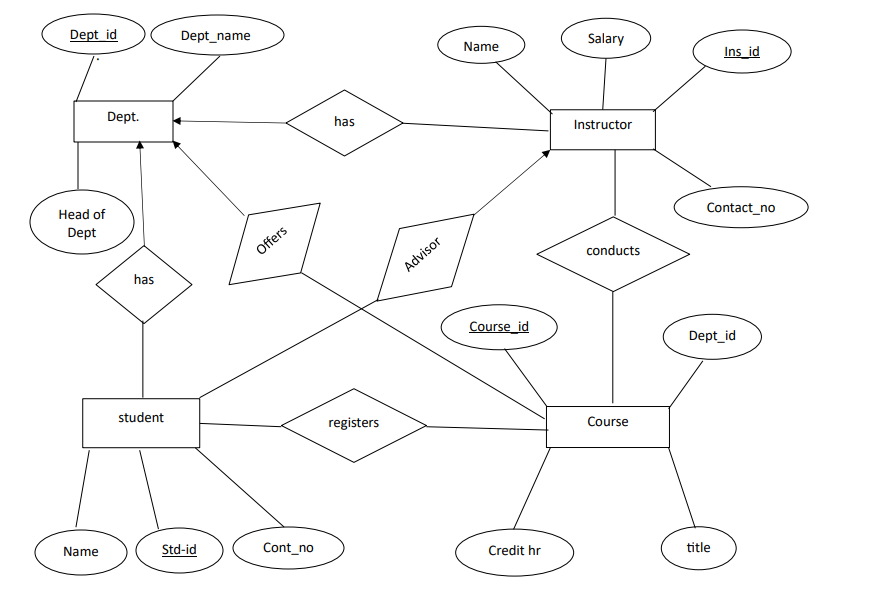 Dept_id
Dept_name
Name
Salary
Ins_id
Dept.
has
Instructor
Head of
Dept
Offers
Advisor
Contact_no
has
conducts
Course_id
Dept_id
student
registers
Course
Name
Std-id
Cont_no
Credit hr
title